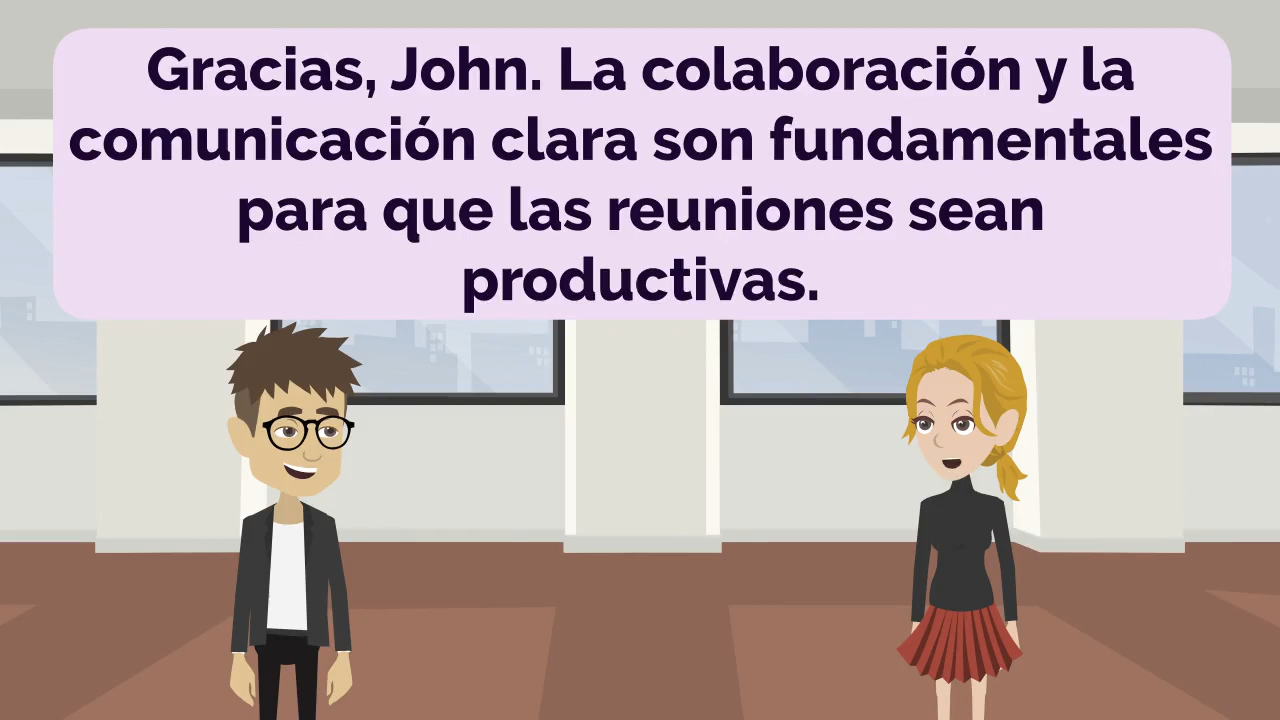 Gracias, John. La colaboración y la
comunicación clara son fundamentales
para que las reuniones sean
productivas.